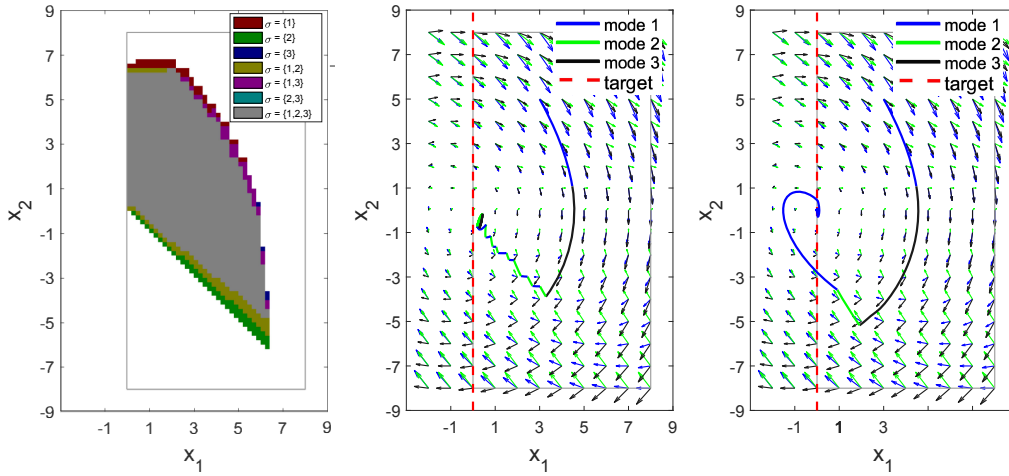 9
7
5
3
1
-1
-3
-5
-7
-9
x2
-1 1 3 5 7 9
x1
σ = {1}
σ = {2}
σ = {3}
σ = {1,2}
σ = {1,3}
σ = {2,3}
σ = {1,2,3}
9
7
5
3
1
-1
-3
-5
-7
-9
x2
-1 1 3 5 7 9
x1
mode 1
mode 2
mode 3
target
9
7
5
3
1
-1
-3
-5
-7
-9
x2
-1 1 3
x1
mode 1
mode 2
mode 3
target